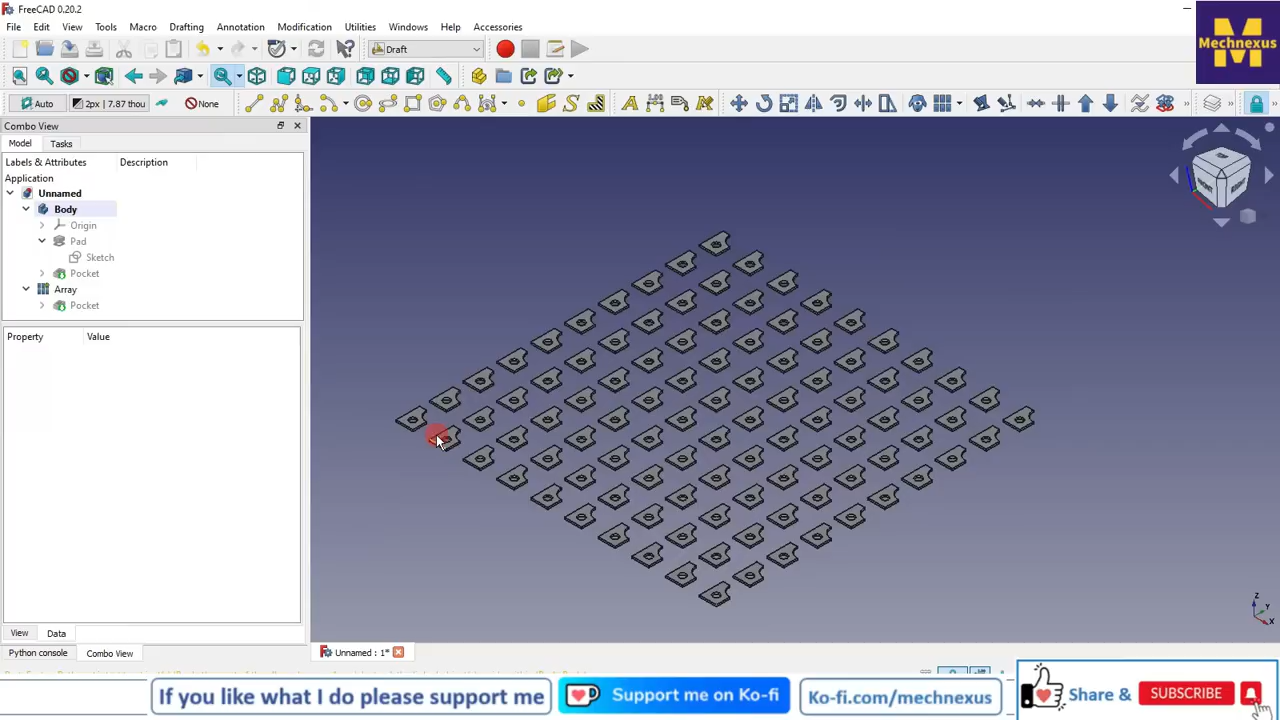 FreeCAD 0.20.2
File Edit View Tools Macro Drafting Annotation Modification Utilities Windows Help Accessories
Draft
Mechnexus
Auto 2px | 7.87 thou None
Combo View
Model Tasks
Labels & Attributes Description
Application
Unnamed
Body
Origin
Pad
Sketch
Pocket
Array
Pocket
Property Value
View Data
Python console Combo View
Unnamed : 1*
Z
Y
X
If you like what I do please support me
Support me on Ko-fi
Ko-fi.com/mechnexus
Share & SUBSCRIBE